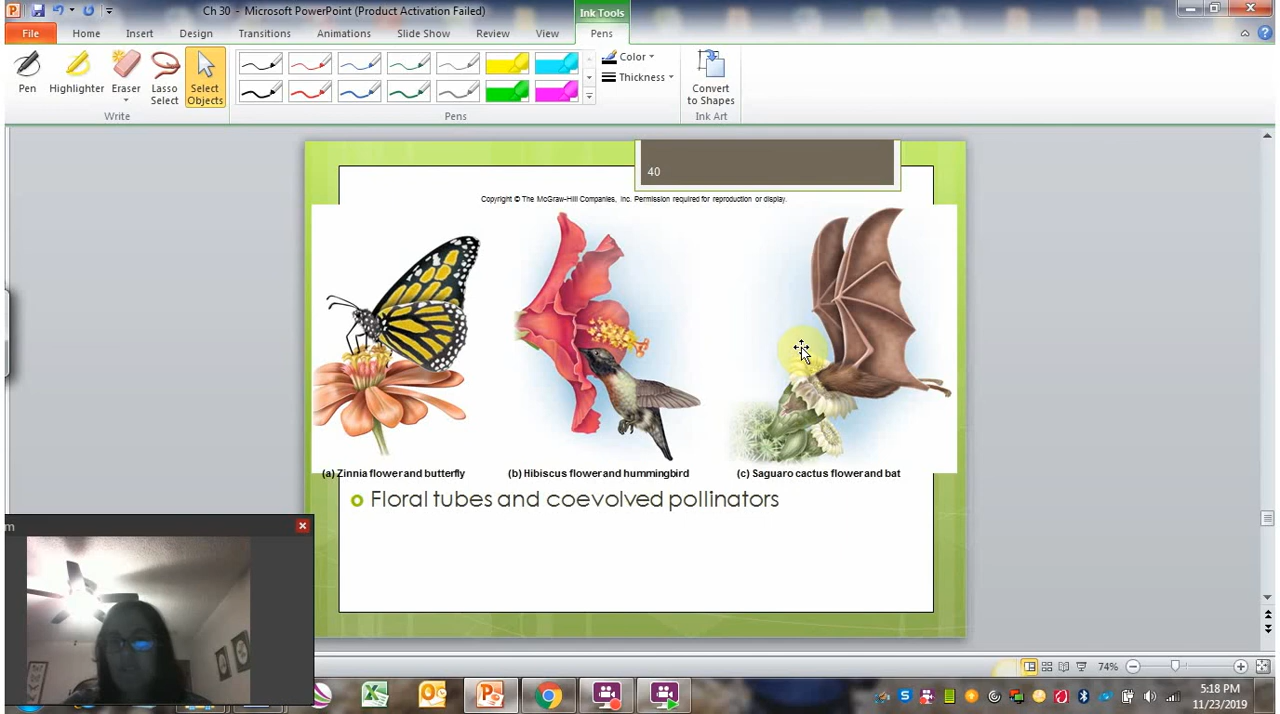 Ch 30 - Microsoft PowerPoint (Product Activation Failed)
Ink Tools
File Home Insert Design Transitions Animations Slide Show Review View Pens
Pen Highlighter Eraser Lasso Select Select Objects
Color
Thickness
Convert to Shapes
Write Pens Ink Art
40
Copyright © The McGraw-Hill Companies, Inc. Permission required for reproduction or display.
(a) Zinnia flower and butterfly (b) Hibiscus flower and hummingbird (c) Saguaro cactus flower and bat
Floral tubes and coevolved pollinators
m
74%
5:18 PM
11/23/2019